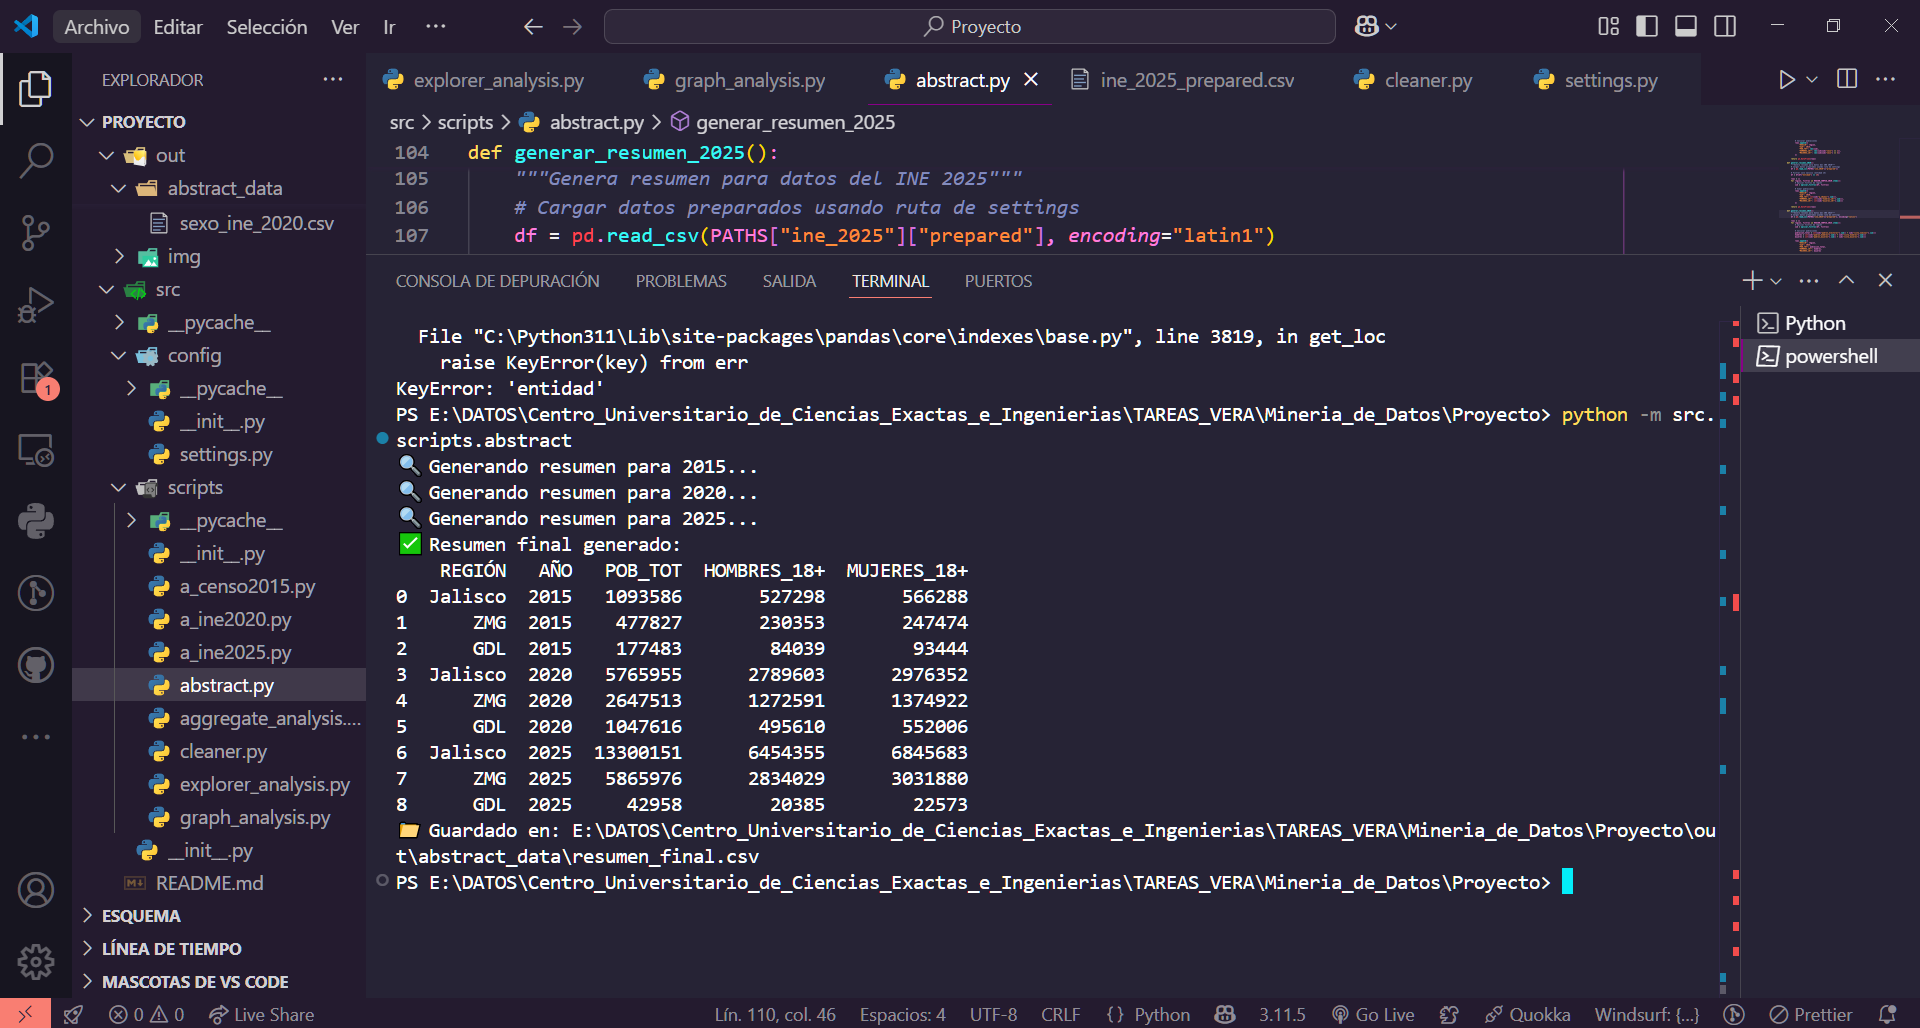 Archivo Editar Selección Ver Ir ··· Proyecto
EXPLORADOR
PROYECTO
out
abstract_data
sexo_ine_2020.csv
img
src
__pycache__
config
__pycache__
__init__.py
settings.py
scripts
__pycache__
__init__.py
a_censo2015.py
a_ine2020.py
a_ine2025.py
abstract.py
aggregate_analysis....
cleaner.py
explorer_analysis.py
graph_analysis.py
__init__.py
README.md
ESQUEMA
LÍNEA DE TIEMPO
MASCOTAS DE VS CODE
1
explorer_analysis.py graph_analysis.py abstract.py ine_2025_prepared.csv cleaner.py settings.py
src > scripts > abstract.py > generar_resumen_2025
104 def generar_resumen_2025():
105 """Genera resumen para datos del INE 2025"""
106 # Cargar datos preparados usando ruta de settings
107 df = pd.read_csv(PATHS["ine_2025"]["prepared"], encoding="latin1")
CONSOLA DE DEPURACIÓN PROBLEMAS SALIDA TERMINAL PUERTOS
Python
powershell
File "C:\Python311\Lib\site-packages\pandas\core\indexes\base.py", line 3819, in get_loc
raise KeyError(key) from err
KeyError: 'entidad'
PS E:\DATOS\Centro_Universitario_de_Ciencias_Exactas_e_Ingenierias\TAREAS_VERA\Mineria_de_Datos\Proyecto> python -m src.
scripts.abstract
🔍 Generando resumen para 2015...
🔍 Generando resumen para 2020...
🔍 Generando resumen para 2025...
✅ Resumen final generado:
REGIÓN AÑO POB_TOT HOMBRES_18+ MUJERES_18+
0 Jalisco 2015 1093586 527298 566288
1 ZMG 2015 477827 230353 247474
2 GDL 2015 177483 84039 93444
3 Jalisco 2020 5765955 2789603 2976352
4 ZMG 2020 2647513 1272591 1374922
5 GDL 2020 1047616 495610 552006
6 Jalisco 2025 13300151 6454355 6845683
7 ZMG 2025 5865976 2834029 3031880
8 GDL 2025 42958 20385 22573
📁 Guardado en: E:\DATOS\Centro_Universitario_de_Ciencias_Exactas_e_Ingenierias\TAREAS_VERA\Mineria_de_Datos\Proyecto\ou
t\abstract_data\resumen_final.csv
PS E:\DATOS\Centro_Universitario_de_Ciencias_Exactas_e_Ingenierias\TAREAS_VERA\Mineria_de_Datos\Proyecto>
0 0 Live Share Lín. 110, col. 46 Espacios: 4 UTF-8 CRLF {} Python 3.11.5 Go Live Quokka Windsurf: {...} Prettier